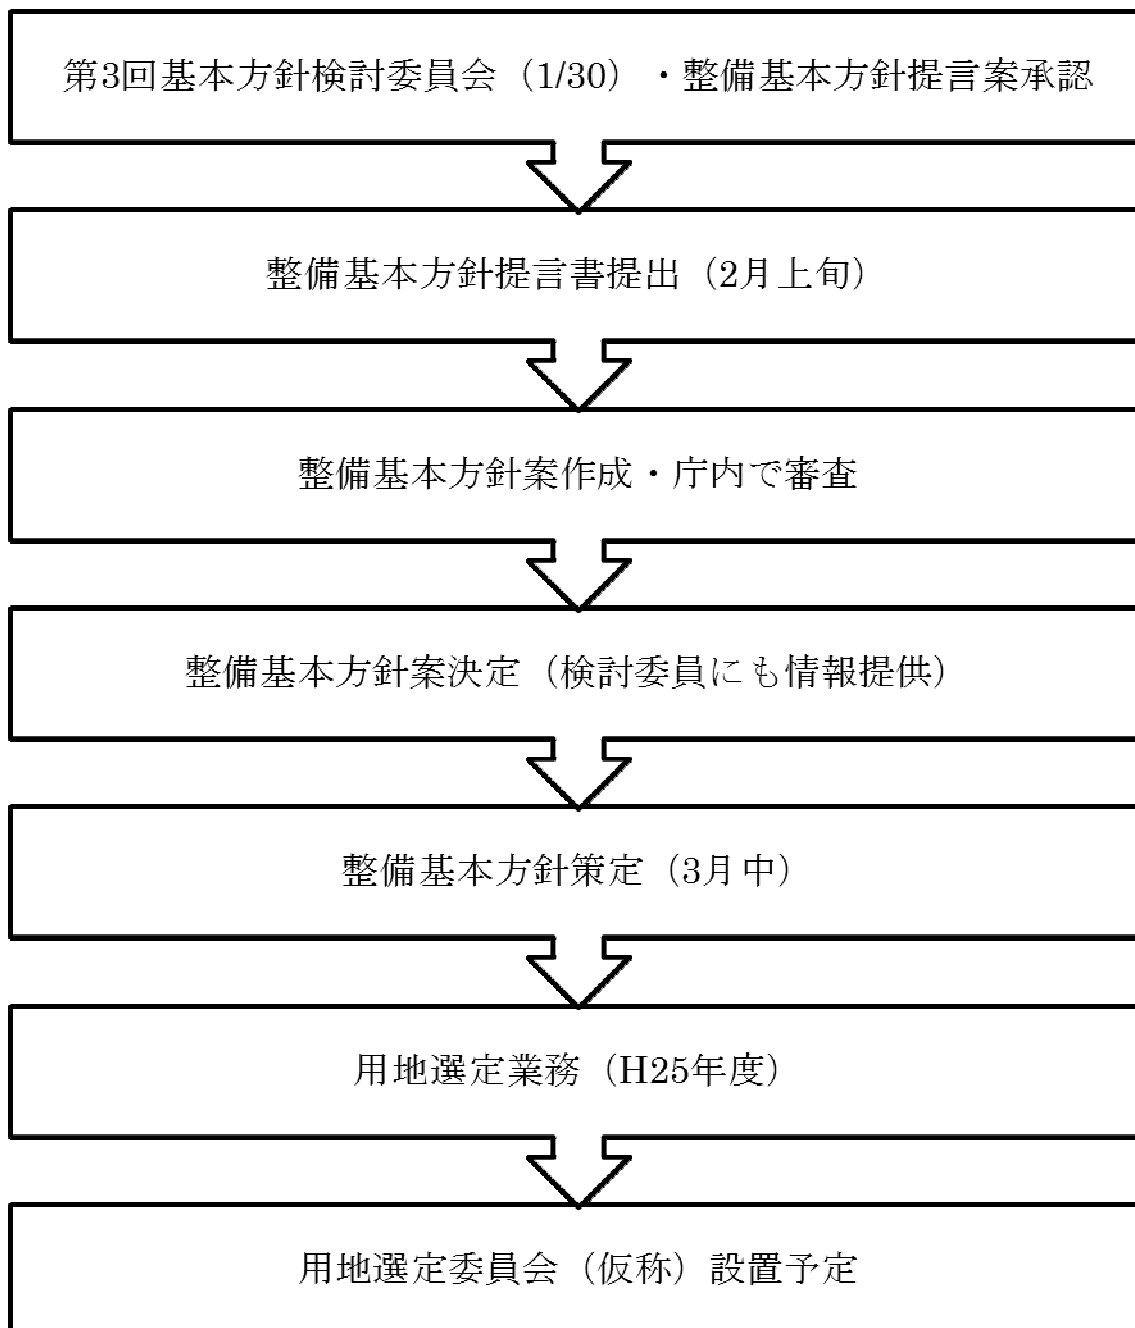 第3回基本方針検討委員会（1/30）・整備基本方針提言案承認
整備基本方針提言書提出（2月上旬）
整備基本方針案作成・庁内で審査
整備基本方針案決定（検討委員にも情報提供）
整備基本方針策定（3月中）
用地選定業務（H25年度）
用地選定委員会（仮称）設置予定